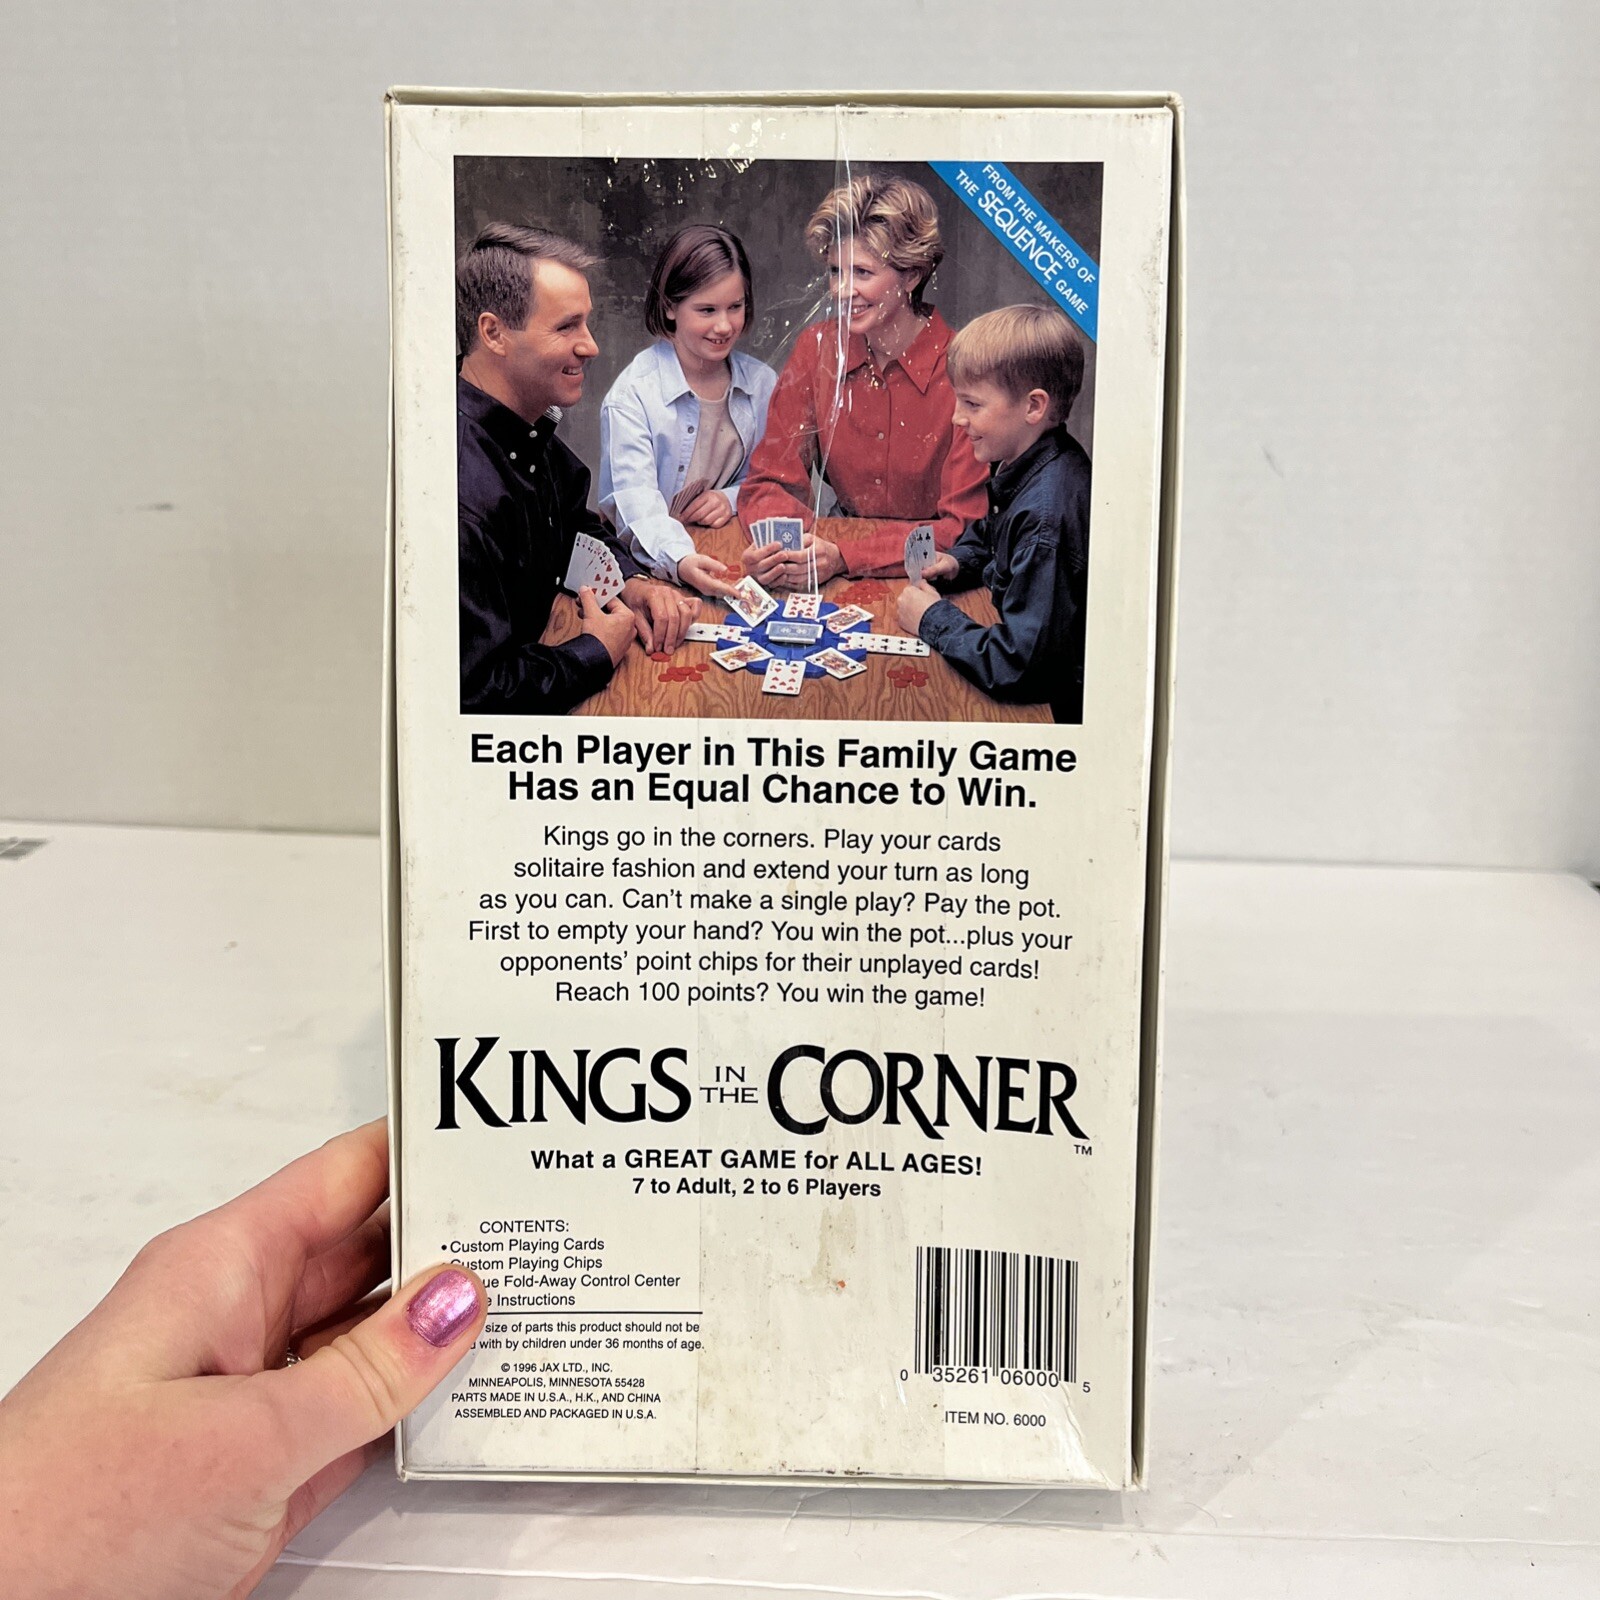 FROM THE MAKERS OF
THE SEQUENCE® GAME
Each Player in This Family Game
Has an Equal Chance to Win.
Kings go in the corners. Play your cards
solitaire fashion and extend your turn as long
as you can. Can't make a single play? Pay the pot.
First to empty your hand? You win the pot...plus your
opponents' point chips for their unplayed cards!
Reach 100 points? You win the game!
KINGS IN THE CORNER™
What a GREAT GAME for ALL AGES!
7 to Adult, 2 to 6 Players
CONTENTS:
• Custom Playing Cards
Custom Playing Chips
Fold-Away Control Center
Instructions
size of parts this product should not be
with by children under 36 months of age.
© 1996 JAX LTD., INC.
MINNEAPOLIS, MINNESOTA 55428
PARTS MADE IN U.S.A., H.K., AND CHINA
ASSEMBLED AND PACKAGED IN U.S.A.
0 35261 06000 5
ITEM NO. 6000